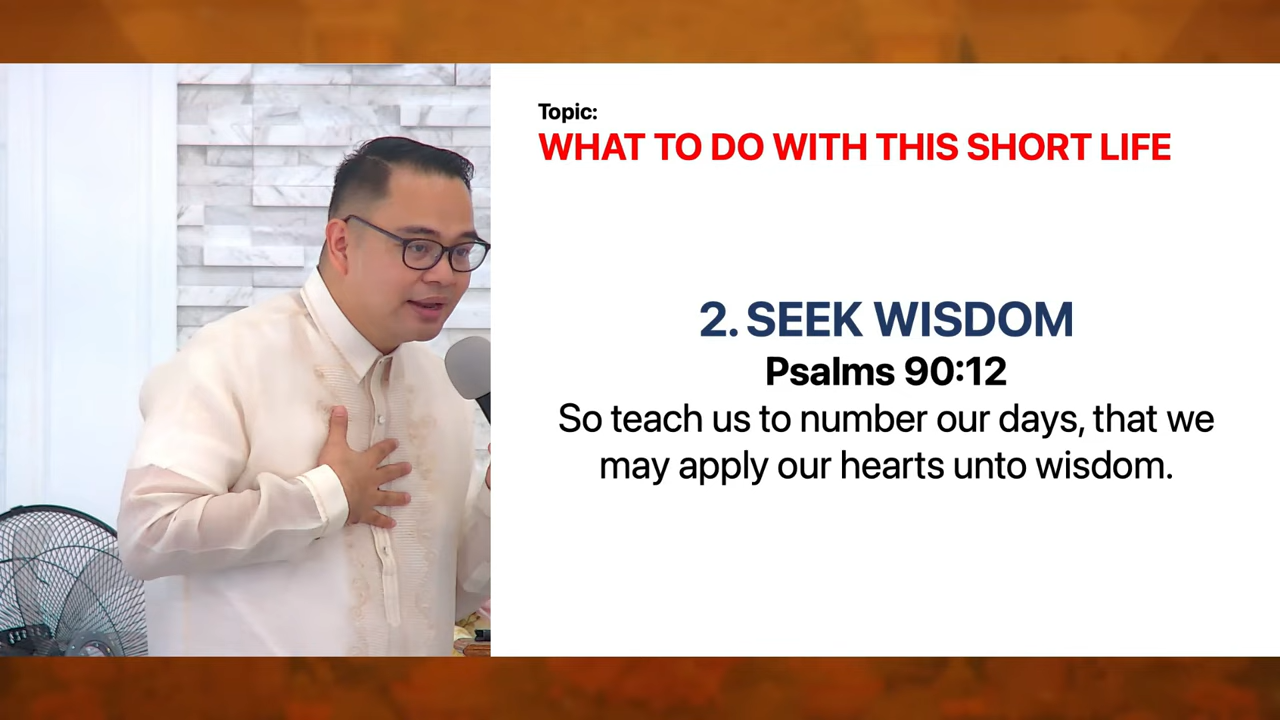 Topic:
WHAT TO DO WITH THIS SHORT LIFE
2. SEEK WISDOM
Psalms 90:12
So teach us to number our days, that we
may apply our hearts unto wisdom.